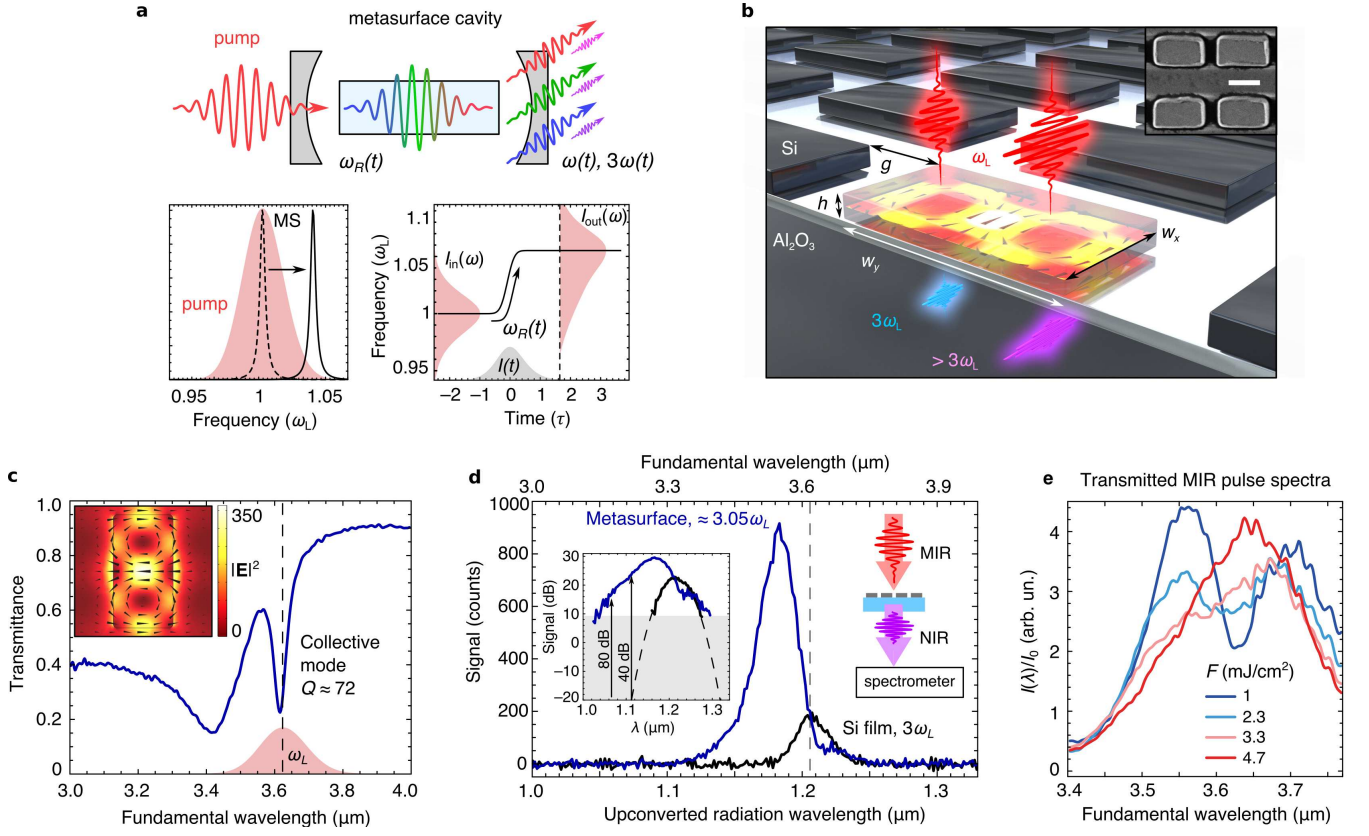 a
metasurface cavity
pump
ω_R(t)
ω(t), 3ω(t)
MS
pump
0.95
1
1.05
Frequency (ω_L)
1.1
1.05
1
0.95
Frequency (ω_L)
I_in(ω)
I_out(ω)
ω_R(t)
I(t)
−2
−1
0
1
2
3
Time (τ)
b
Si
g
ω_L
h
Al₂O₃
w_x
w_y
3ω_L
> 3ω_L
c
1.0
0.8
0.6
0.4
0.2
0
Transmittance
350
|E|²
0
Collective
mode
Q ≈ 72
ω_L
3.0
3.2
3.4
3.6
3.8
4.0
Fundamental wavelength (μm)
d
Fundamental wavelength (μm)
3.0
3.3
3.6
3.9
1000
800
600
400
200
0
Signal (counts)
Metasurface, ≈ 3.05ω_L
30
20
10
0
−10
−20
Signal (dB)
80 dB
40 dB
1.0
1.1
1.2
1.3
λ (μm)
MIR
NIR
spectrometer
Si film, 3ω_L
1.0
1.1
1.2
1.3
Upconverted radiation wavelength (μm)
e
Transmitted MIR pulse spectra
4
3
2
1
0
I(λ)/I₀ (arb. un.)
F (mJ/cm²)
1
2.3
3.3
4.7
3.4
3.5
3.6
3.7
Fundamental wavelength (μm)